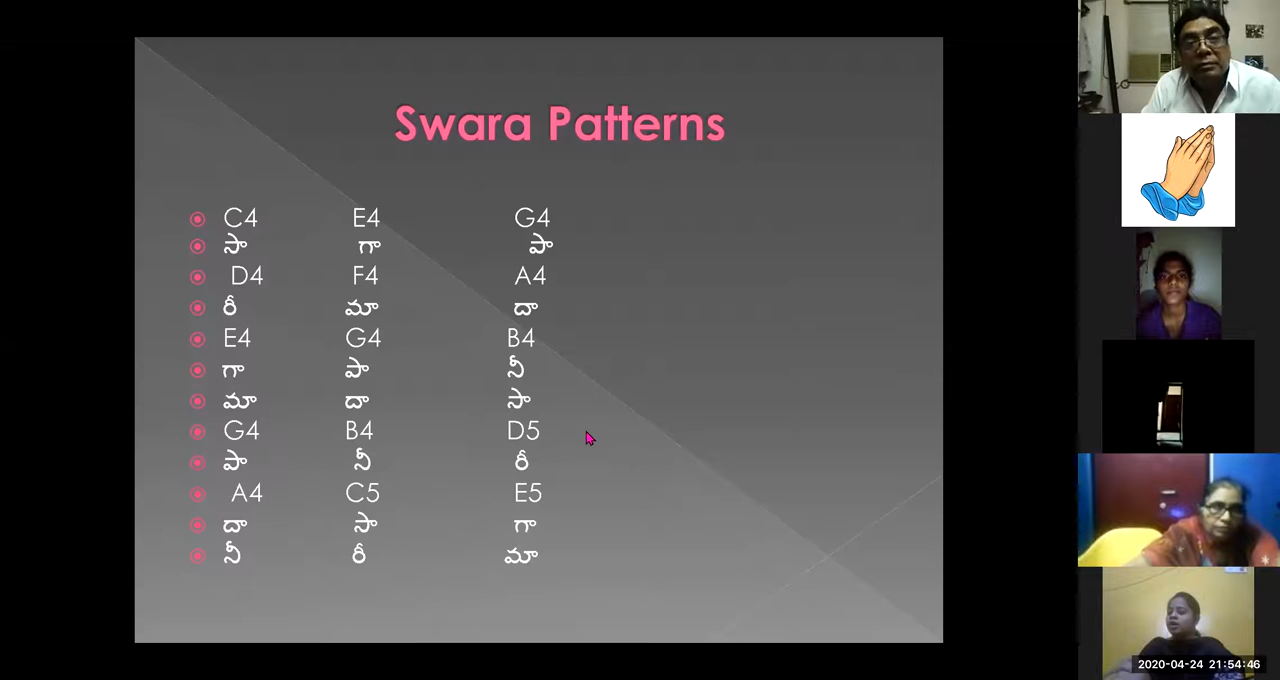 Swara Patterns
C4 E4 G4
సా గా పా
D4 F4 A4
రీ మా దా
E4 G4 B4
గా పా నీ
మా దా సా
G4 B4 D5
పా నీ రీ
A4 C5 E5
దా సా గా
నీ రీ మా
2020-04-24 21:54:46